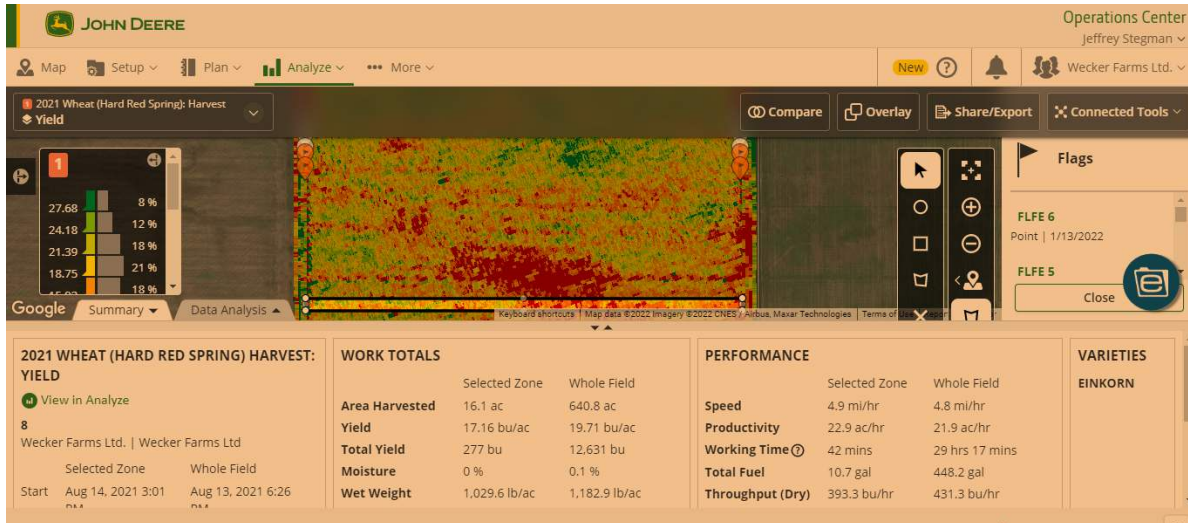 JOHN DEERE
Operations Center
Jeffrey Stegman
Map Setup Plan Analyze ••• More New ? Wecker Farms Ltd.
1 2021 Wheat (Hard Red Spring): Harvest
Yield
Compare Overlay Share/Export Connected Tools
1
27.68 8 %
24.18 12 %
21.39 18 %
18.75 21 %
18 %
Flags
FLFE 6
Point | 1/13/2022
FLFE 5
Close
Google Summary Data Analysis
Keyboard shortcuts Map data ©2022 Imagery ©2022 CNES / Airbus, Maxar Technologies Terms of
2021 WHEAT (HARD RED SPRING) HARVEST:
YIELD
View in Analyze
8
Wecker Farms Ltd. | Wecker Farms Ltd
Selected Zone Whole Field
Start Aug 14, 2021 3:01 Aug 13, 2021 6:26
PM PM
WORK TOTALS
Selected Zone Whole Field
Area Harvested 16.1 ac 640.8 ac
Yield 17.16 bu/ac 19.71 bu/ac
Total Yield 277 bu 12,631 bu
Moisture 0 % 0.1 %
Wet Weight 1,029.6 lb/ac 1,182.9 lb/ac
PERFORMANCE
Selected Zone Whole Field
Speed 4.9 mi/hr 4.8 mi/hr
Productivity 22.9 ac/hr 21.9 ac/hr
Working Time ? 42 mins 29 hrs 17 mins
Total Fuel 10.7 gal 448.2 gal
Throughput (Dry) 393.3 bu/hr 431.3 bu/hr
VARIETIES
EINKORN